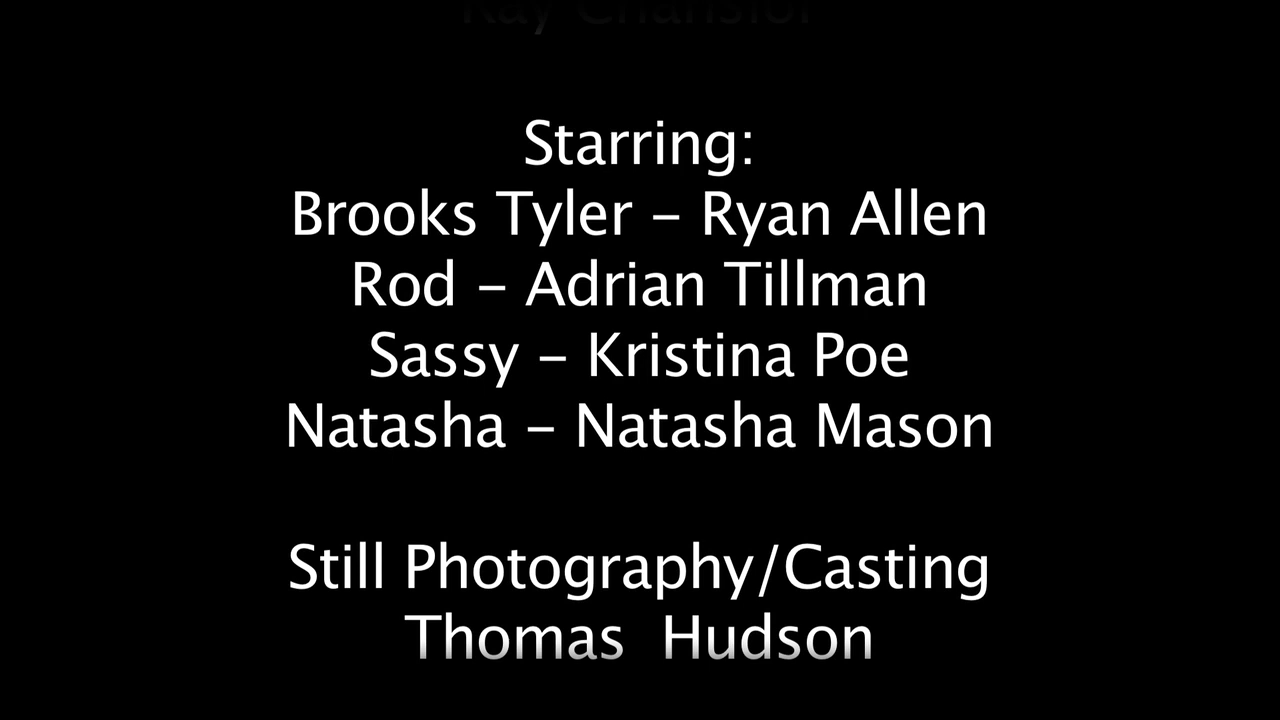 Starring:
Brooks Tyler – Ryan Allen
Rod – Adrian Tillman
Sassy – Kristina Poe
Natasha – Natasha Mason
Still Photography/Casting
Thomas  Hudson